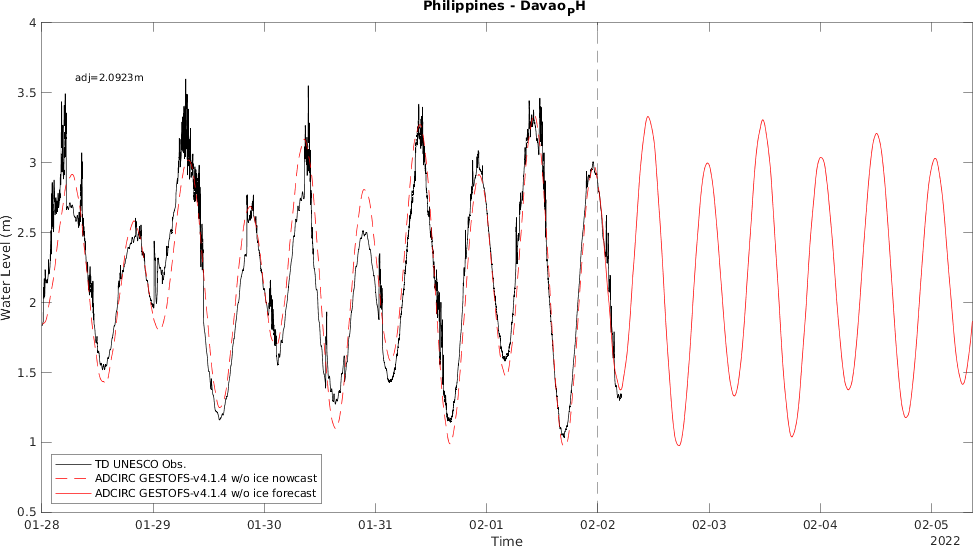 Philippines - DavaoPH
4
adj=2.0923m
3.5
3
2.5
2
1.5
1
0.5
Water Level (m)
TD UNESCO Obs.
ADCIRC GESTOFS-v4.1.4 w/o ice nowcast
ADCIRC GESTOFS-v4.1.4 w/o ice forecast
01-28 01-29 01-30 01-31 02-01 02-02 02-03 02-04 02-05
Time 2022